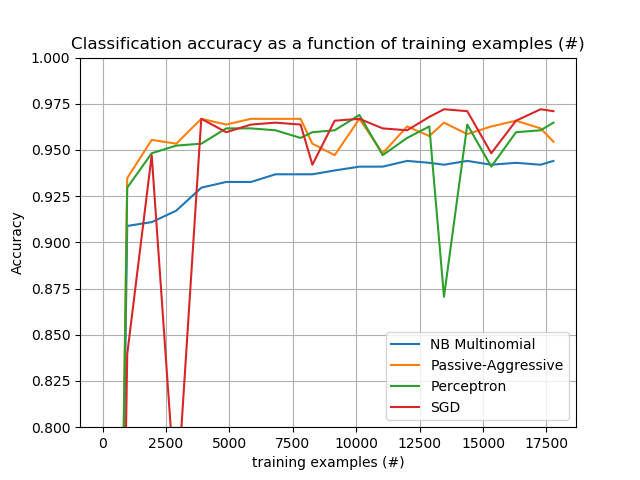 Classification accuracy as a function of training examples (#)
1.000
0.975
0.950
0.925
0.900
0.875
0.850
0.825
0.800
Accuracy
NB Multinomial
Passive-Aggressive
Perceptron
SGD
0 2500 5000 7500 10000 12500 15000 17500
training examples (#)